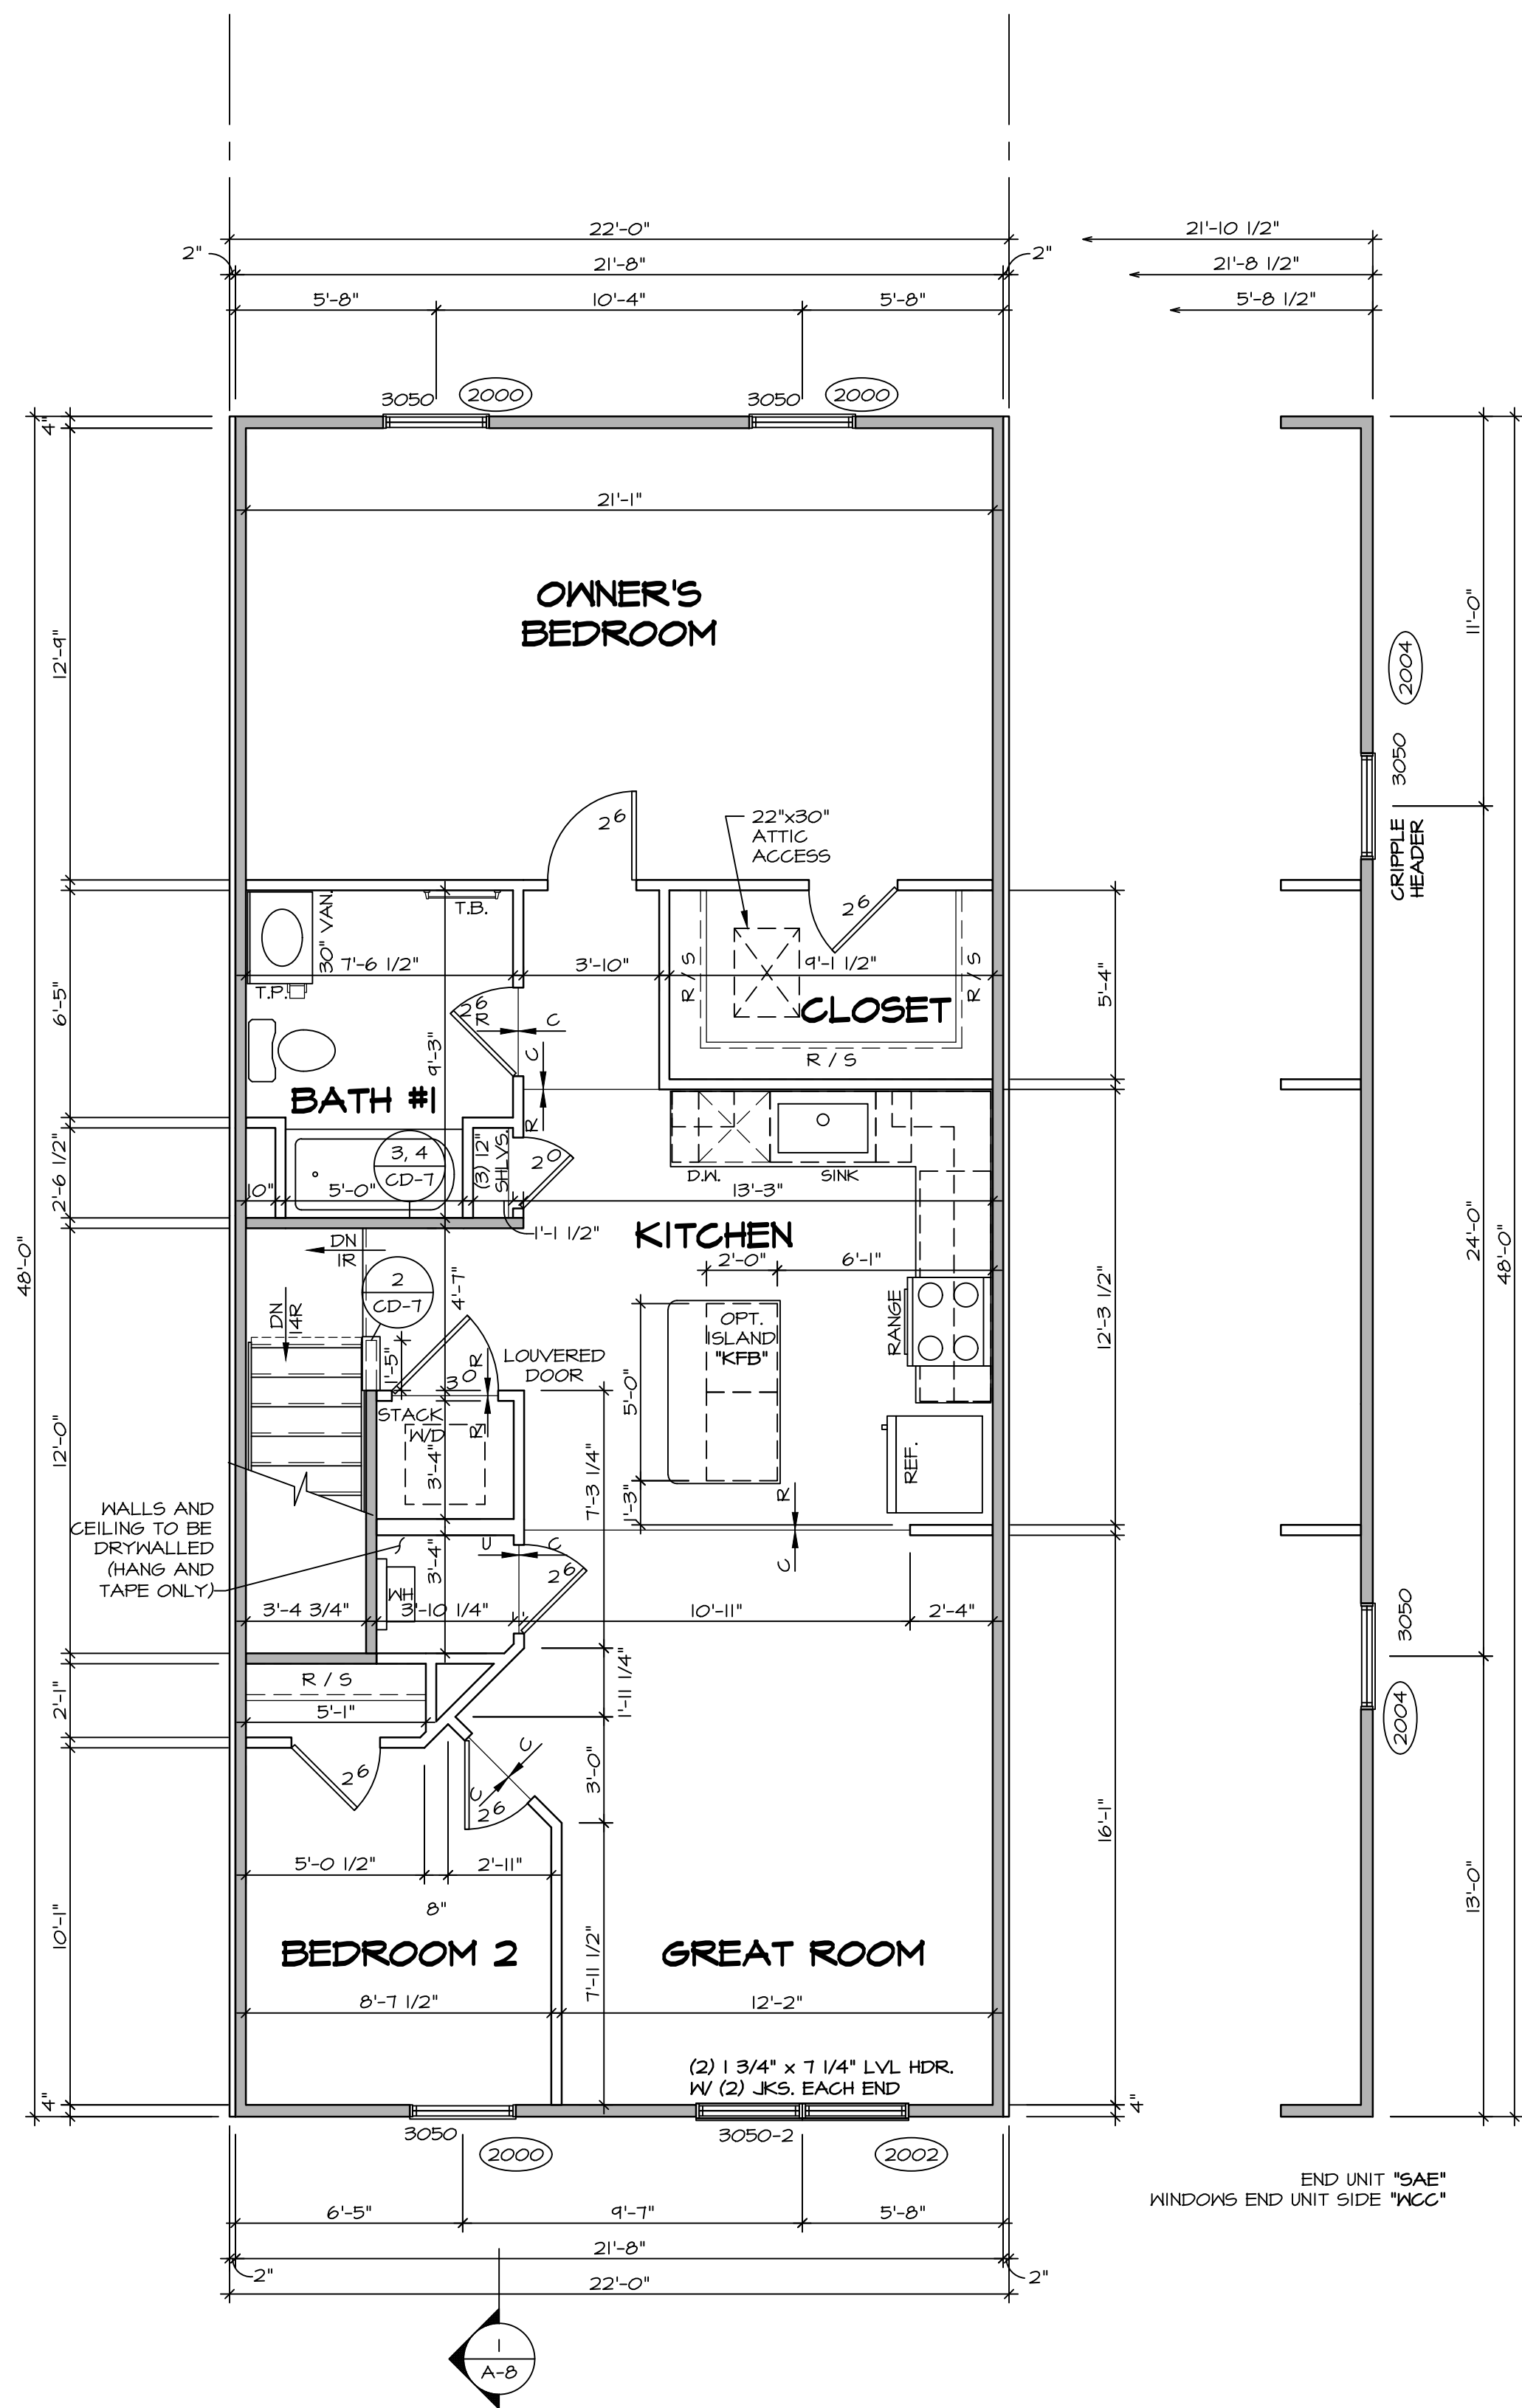 22'-0"
21'-10 1/2"
2"
21'-8"
2"
21'-8 1/2"
5'-8"
10'-4"
5'-8"
5'-8 1/2"
3050
2000
3050
2000
4"
21'-1"
OWNER'S
BEDROOM
12'-9"
11'-0"
2004
3050
CRIPPLE
HEADER
2⁶
22"x30"
ATTIC
ACCESS
2⁶
30" VAN.
T.B.
T.P.
7'-6 1/2"
3'-10"
9'-1 1/2"
R / S
R / S
CLOSET
R / S
5'-4"
6'-5"
2⁶
R
C
C
R
9'-3"
BATH #1
3, 4
CD-7
(3) 12"
SHLVS.
2⁰
D.W.
SINK
2'-6 1/2"
10"
5'-0"
13'-3"
1'-1 1/2"
KITCHEN
48'-0"
DN
1R
2
CD-7
4'-7"
2'-0"
6'-1"
24'-0"
48'-0"
DN
14R
OPT.
ISLAND
"KFB"
RANGE
12'-3 1/2"
1'-5"
3⁰
R
R
LOUVERED
DOOR
5'-0"
STACK
W/D
3'-4"
12'-0"
7'-3 1/4"
REF.
1'-3"
R
C
WALLS AND
CEILING TO BE
DRYWALLED
(HANG AND
TAPE ONLY)
3'-4"
U
C
2⁶
WH
3'-4 3/4"
3'-10 1/4"
10'-11"
2'-4"
3050
2004
R / S
5'-1"
2'-1"
1'-11 1/4"
2⁶
C
C
2⁶
3'-0"
16'-1"
5'-0 1/2"
2'-11"
8"
10'-1"
13'-0"
BEDROOM 2
GREAT ROOM
7'-11 1/2"
8'-7 1/2"
12'-2"
(2) 1 3/4" x 7 1/4" LVL HDR.
W/ (2) JKS. EACH END
4"
4"
3050
2000
3050-2
2002
END UNIT "SAE"
WINDOWS END UNIT SIDE "WCC"
6'-5"
9'-7"
5'-8"
21'-8"
2"
22'-0"
2"
1
A-8